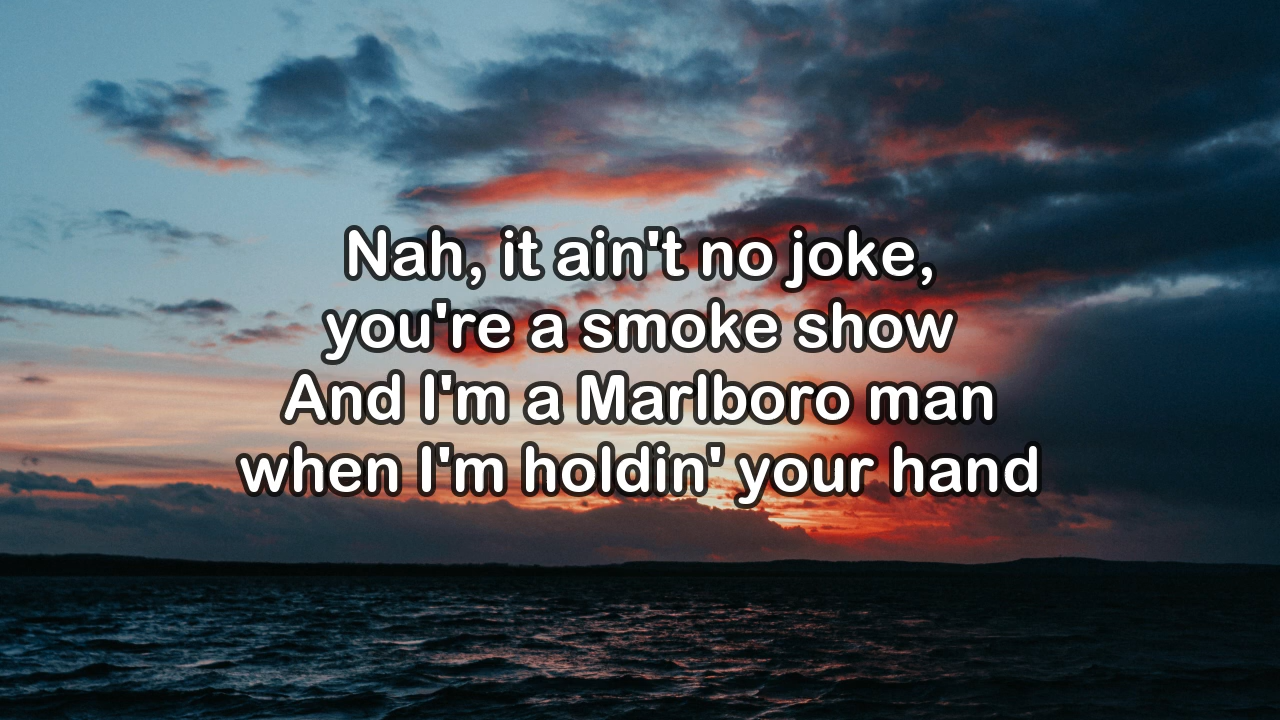 Nah, it ain't no joke,
you're a smoke show
And I'm a Marlboro man
when I'm holdin' your hand